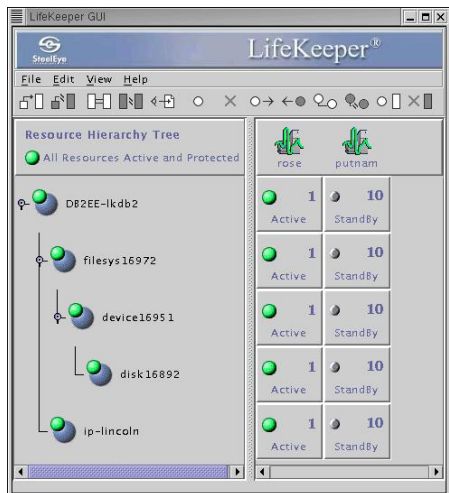 LifeKeeper GUI
SteelEye
LifeKeeper®
File Edit View Help
Resource Hierarchy Tree
All Resources Active and Protected
rose putnam
DB2EE-lkdb2
1 10
Active StandBy
filesys16972
1 10
Active StandBy
device16951
1 10
Active StandBy
disk16892
1 10
Active StandBy
ip-lincoln
1 10
Active StandBy